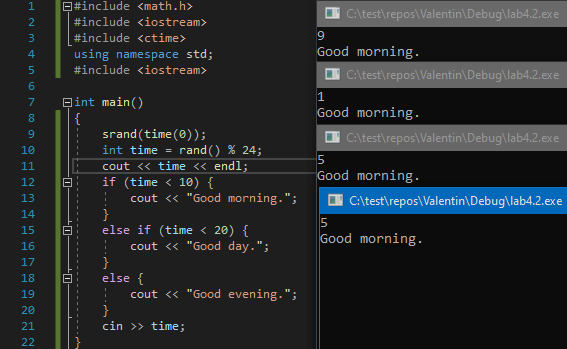 1 #include <math.h>
2 #include <iostream>
3 #include <ctime>
4 using namespace std;
5 #include <iostream>
6
7 int main()
8 {
9 srand(time(0));
10 int time = rand() % 24;
11 cout << time << endl;
12 if (time < 10) {
13 cout << "Good morning.";
14 }
15 else if (time < 20) {
16 cout << "Good day.";
17 }
18 else {
19 cout << "Good evening.";
20 }
21 cin >> time;
22 }
C:\test\repos\Valentin\Debug\lab4.2.exe
9
Good morning.
C:\test\repos\Valentin\Debug\lab4.2.exe
1
Good morning.
C:\test\repos\Valentin\Debug\lab4.2.exe
5
Good morning.
C:\test\repos\Valentin\Debug\lab4.2.exe
5
Good morning.